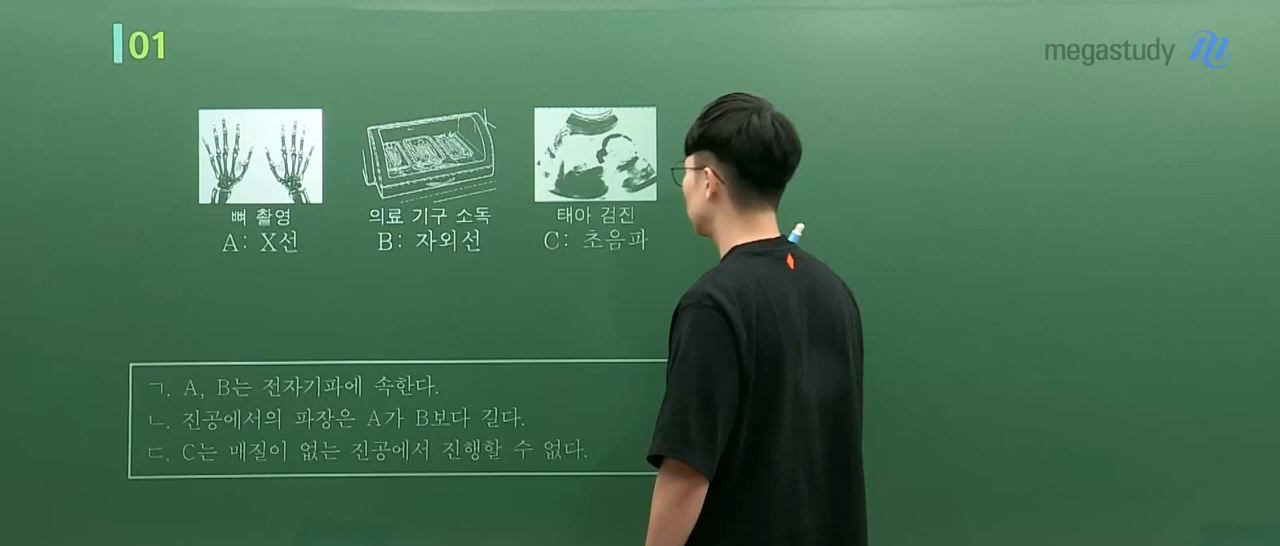 01
megastudy
뼈 촬영
A: X선
의료 기구 소독
B: 자외선
태아 검진
C: 초음파
ㄱ. A, B는 전자기파에 속한다.
ㄴ. 진공에서의 파장은 A가 B보다 길다.
ㄷ. C는 매질이 없는 진공에서 진행할 수 없다.